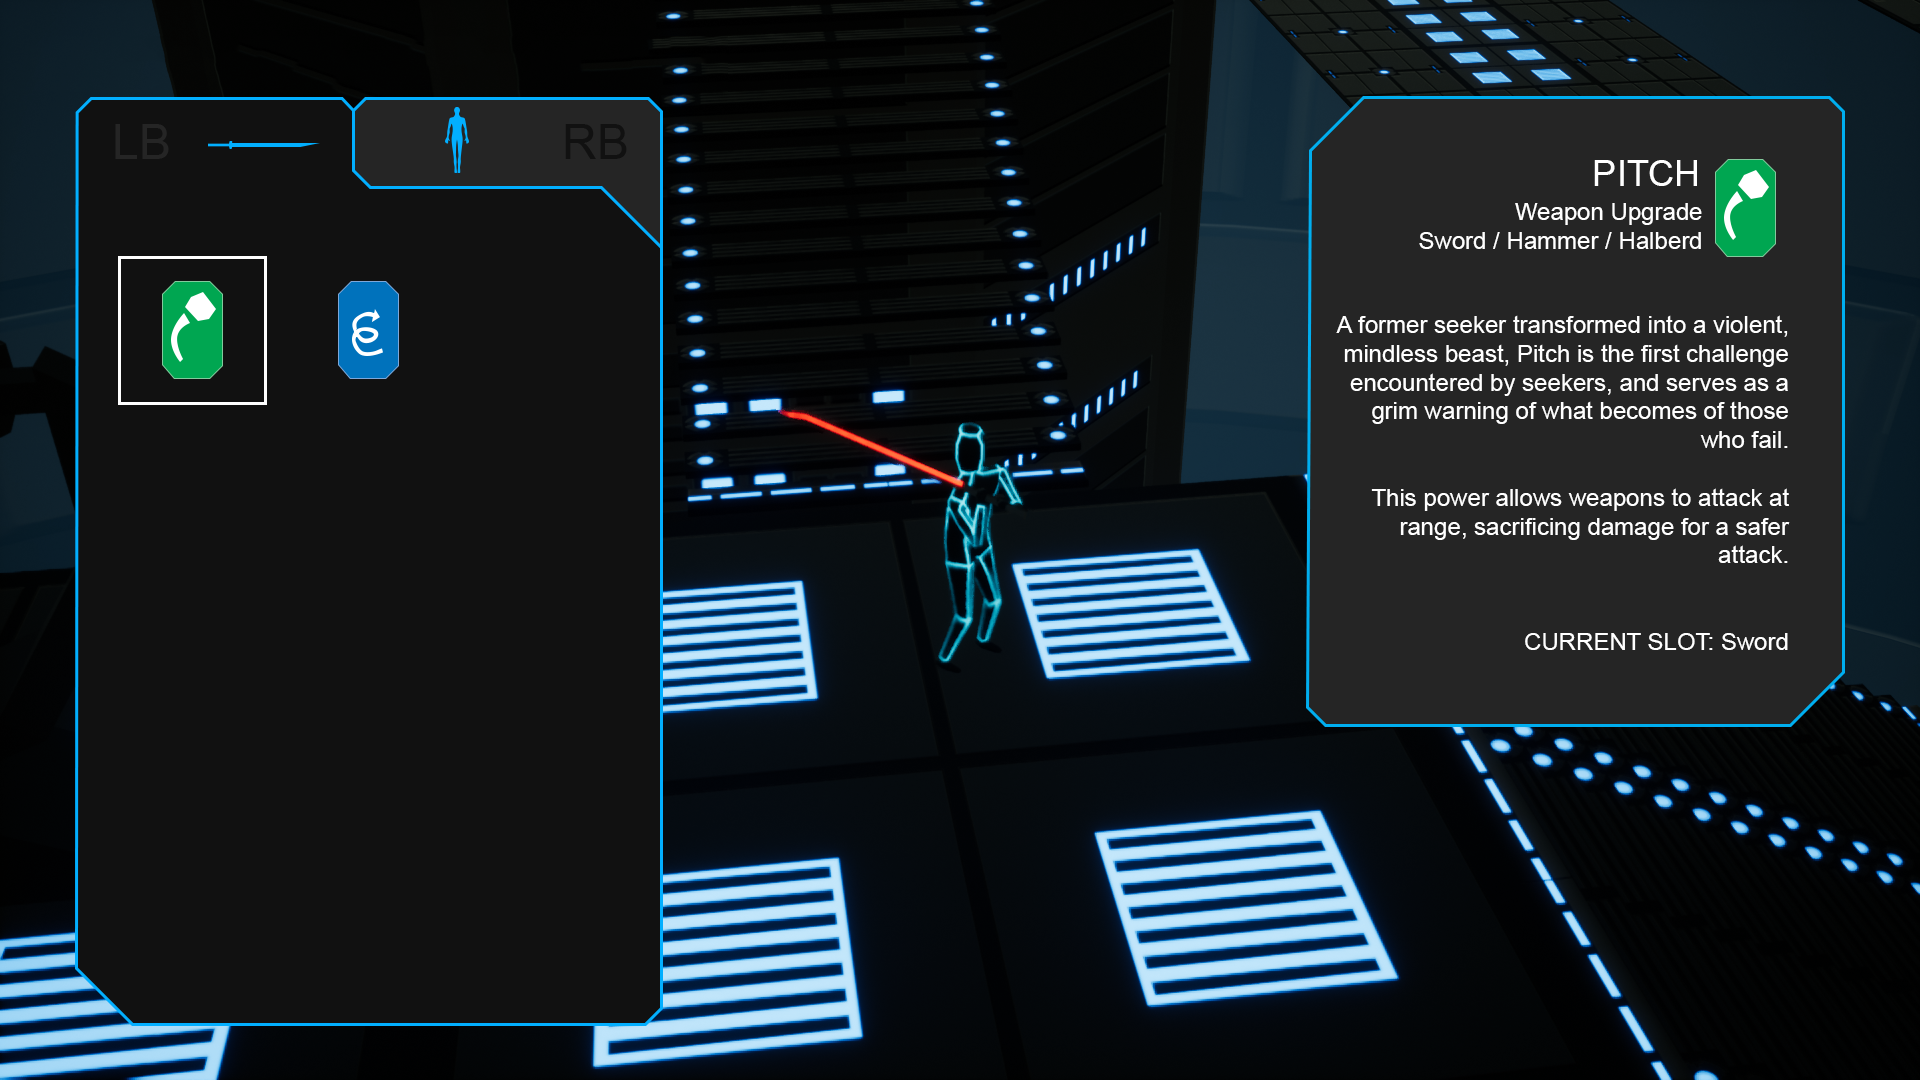 LB
RB
PITCH
Weapon Upgrade
Sword / Hammer / Halberd
A former seeker transformed into a violent,
mindless beast, Pitch is the first challenge
encountered by seekers, and serves as a
grim warning of what becomes of those
who fail.
This power allows weapons to attack at
range, sacrificing damage for a safer
attack.
CURRENT SLOT: Sword